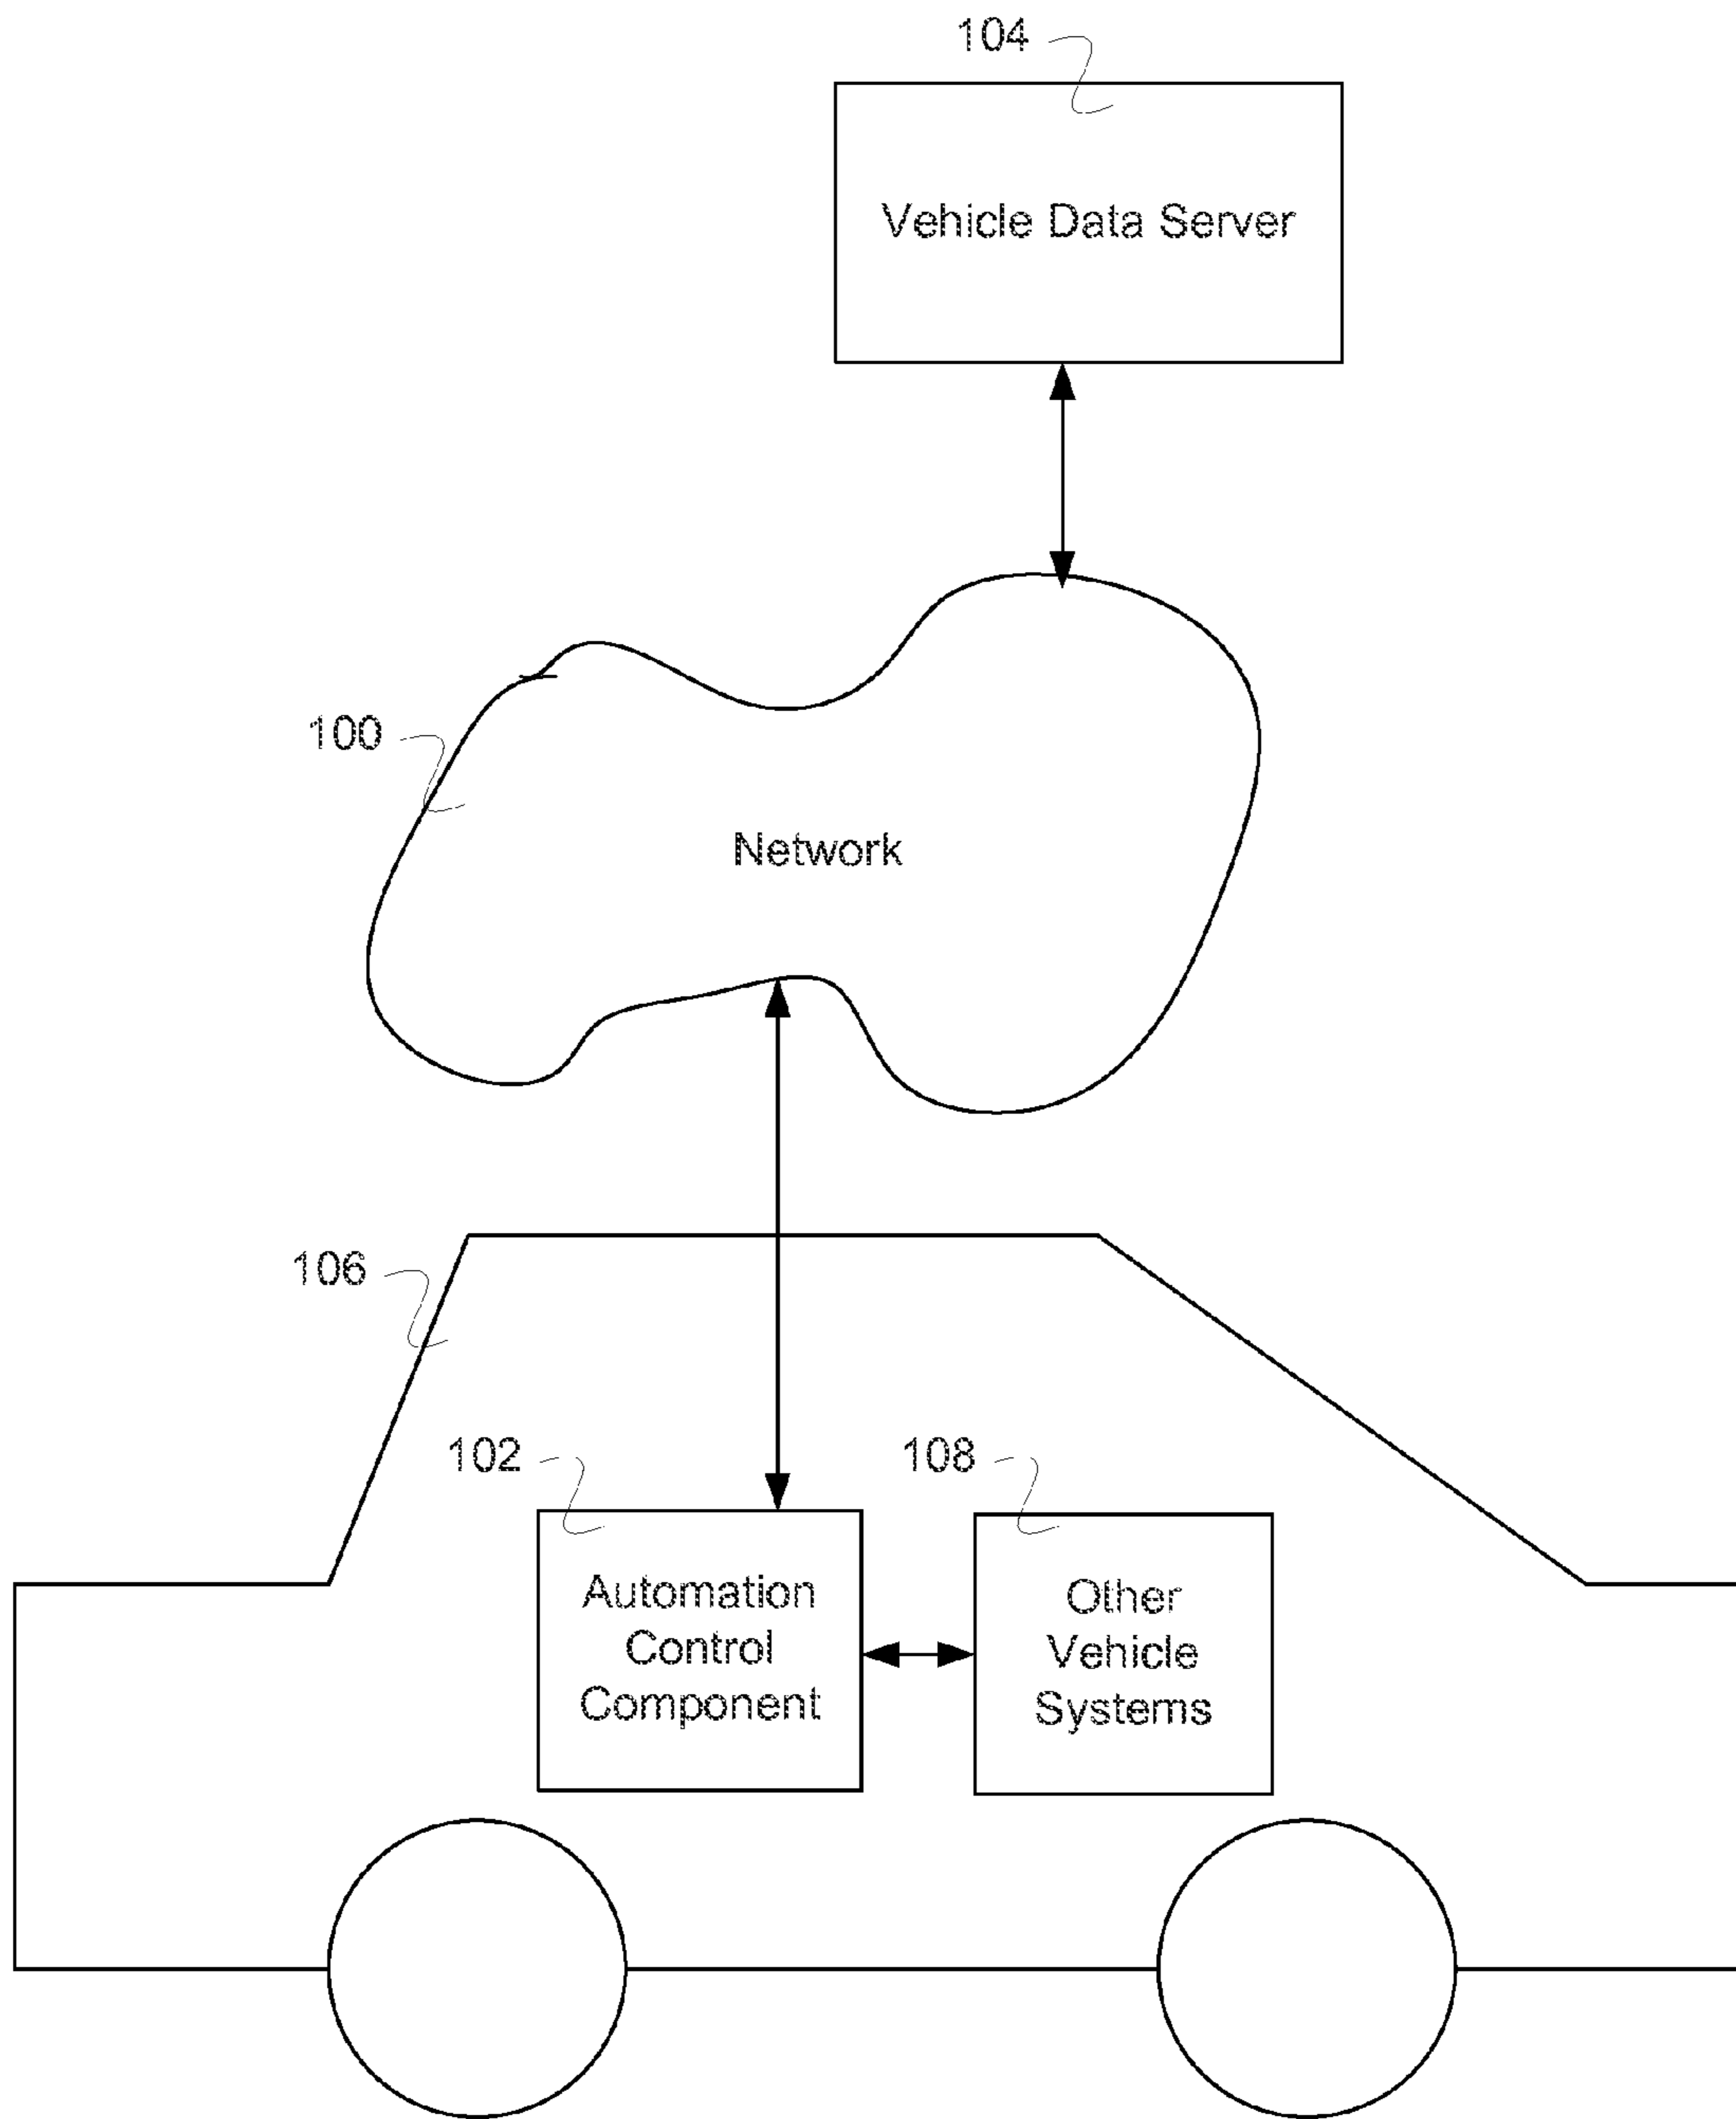 104
Vehicle Data Server
100
Network
106
102
108
Automation
Control
Component
Other
Vehicle
Systems